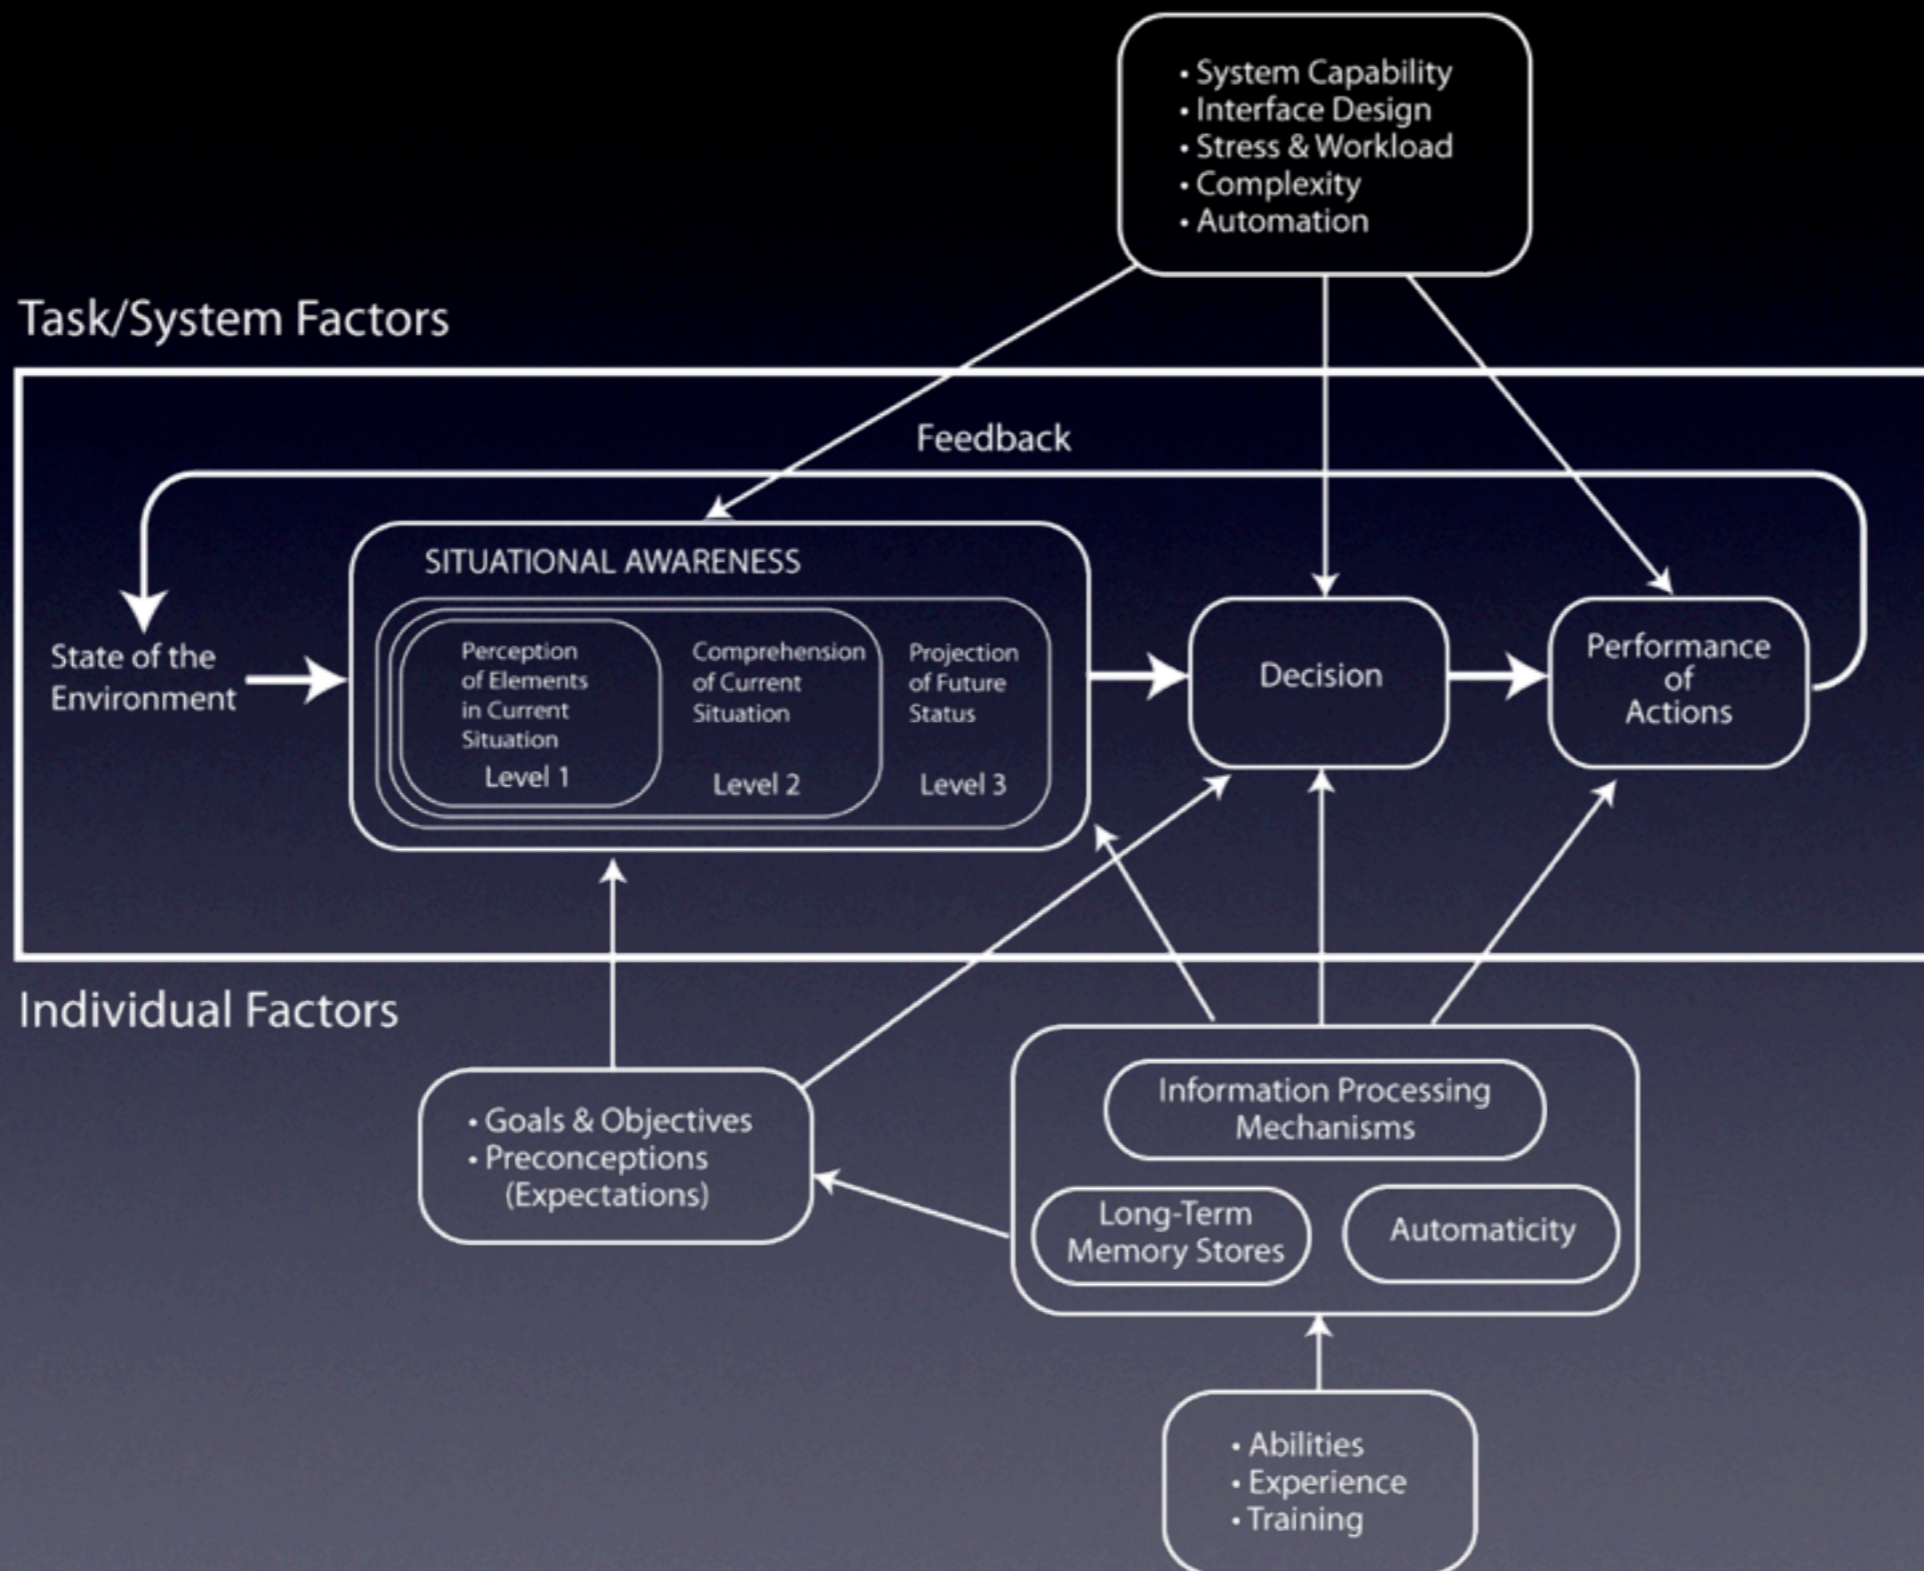 • System Capability
• Interface Design
• Stress & Workload
• Complexity
• Automation
Task/System Factors
Feedback
SITUATIONAL AWARENESS
State of the
Environment
Perception
of Elements
in Current
Situation
Level 1
Comprehension
of Current
Situation
Level 2
Projection
of Future
Status
Level 3
Decision
Performance
of
Actions
Individual Factors
• Goals & Objectives
• Preconceptions
(Expectations)
Information Processing
Mechanisms
Long-Term
Memory Stores
Automaticity
• Abilities
• Experience
• Training